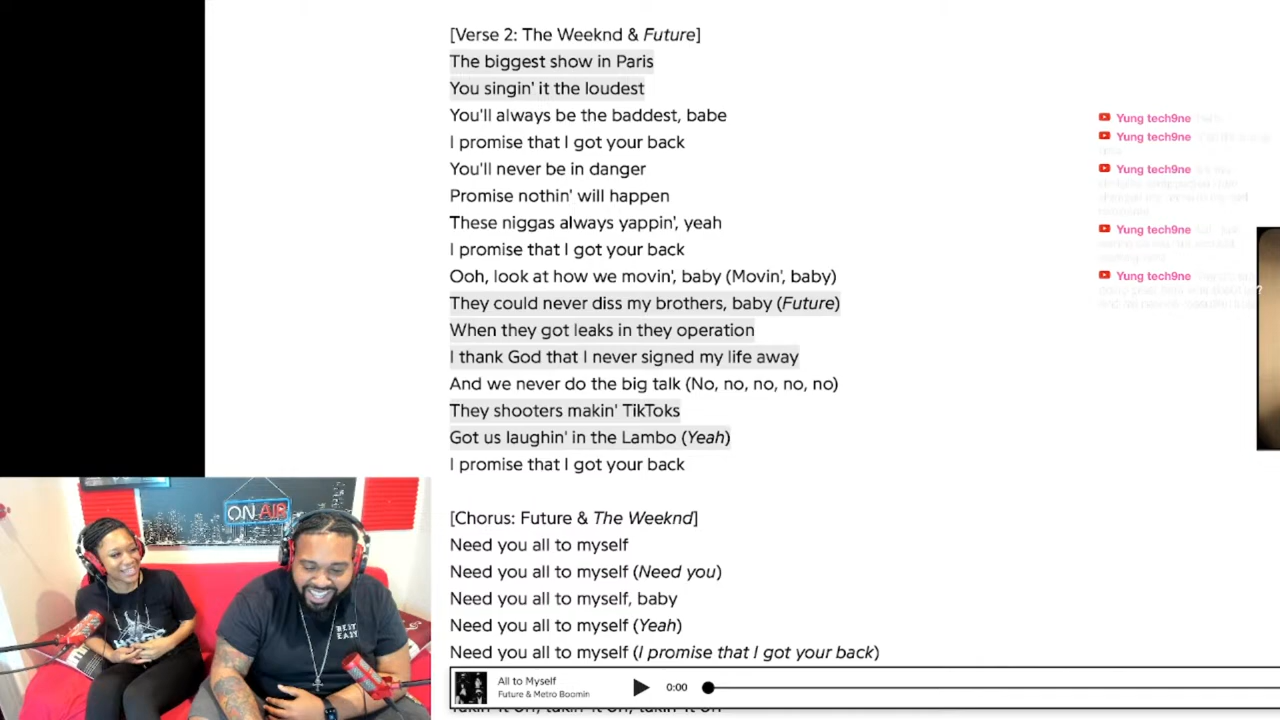 [Verse 2: The Weeknd & Future]
The biggest show in Paris
You singin' it the loudest
You'll always be the baddest, babe
I promise that I got your back
You'll never be in danger
Promise nothin' will happen
These niggas always yappin', yeah
I promise that I got your back
Ooh, look at how we movin', baby (Movin', baby)
They could never diss my brothers, baby (Future)
When they got leaks in they operation
I thank God that I never signed my life away
And we never do the big talk (No, no, no, no, no)
They shooters makin' TikToks
Got us laughin' in the Lambo (Yeah)
I promise that I got your back
[Chorus: Future & The Weeknd]
Need you all to myself
Need you all to myself (Need you)
Need you all to myself, baby
Need you all to myself (Yeah)
Need you all to myself (I promise that I got your back)
All to Myself
Future & Metro Boomin
0:00
Yung tech9ne
Yung tech9ne
Yung tech9ne
Yung tech9ne
Yung tech9ne
ON AIR
BEST
EASY